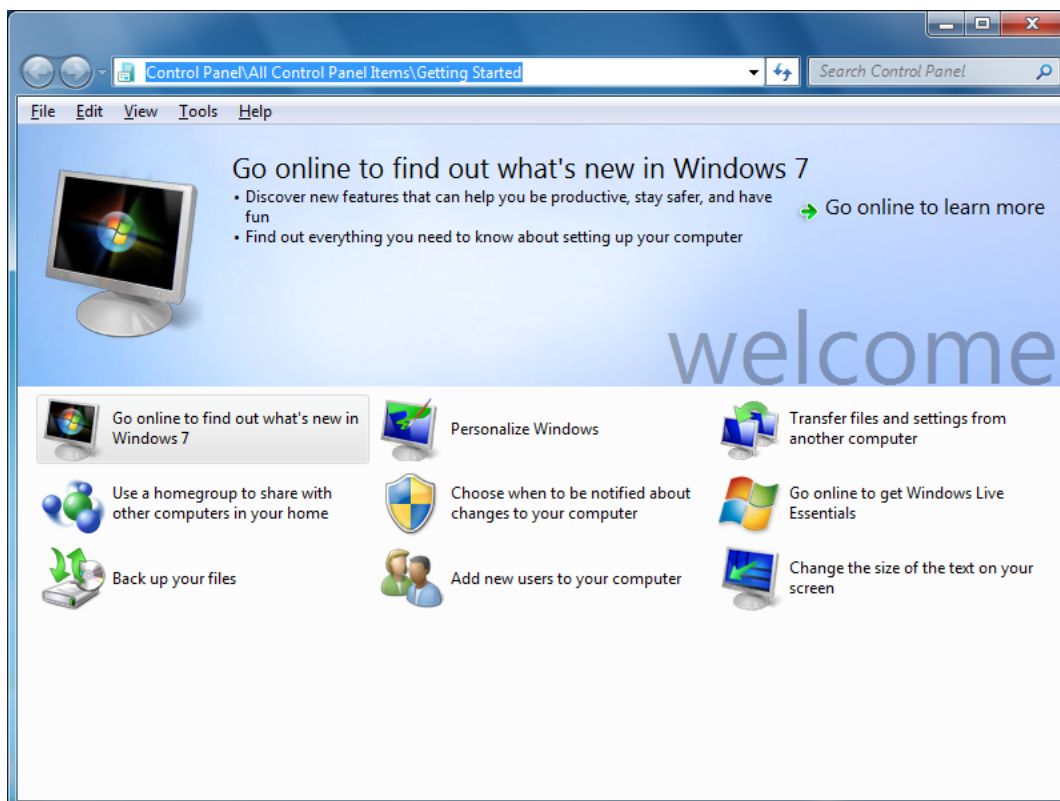 Control Panel\All Control Panel Items\Getting Started
Search Control Panel
File Edit View Tools Help
Go online to find out what's new in Windows 7
• Discover new features that can help you be productive, stay safer, and have
fun
• Find out everything you need to know about setting up your computer
Go online to learn more
welcome
Go online to find out what's new in
Windows 7
Personalize Windows
Transfer files and settings from
another computer
Use a homegroup to share with
other computers in your home
Choose when to be notified about
changes to your computer
Go online to get Windows Live
Essentials
Back up your files
Add new users to your computer
Change the size of the text on your
screen